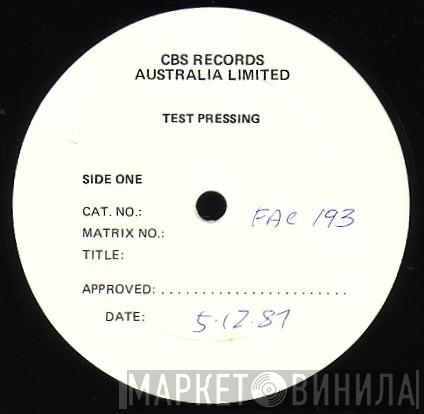 CBS RECORDS
AUSTRALIA LIMITED
TEST PRESSING
SIDE ONE
CAT. NO.: FAC 193
MATRIX NO.:
TITLE:
APPROVED: .......................
DATE: 5.12.87
МАРКЕТ ВИНИЛА